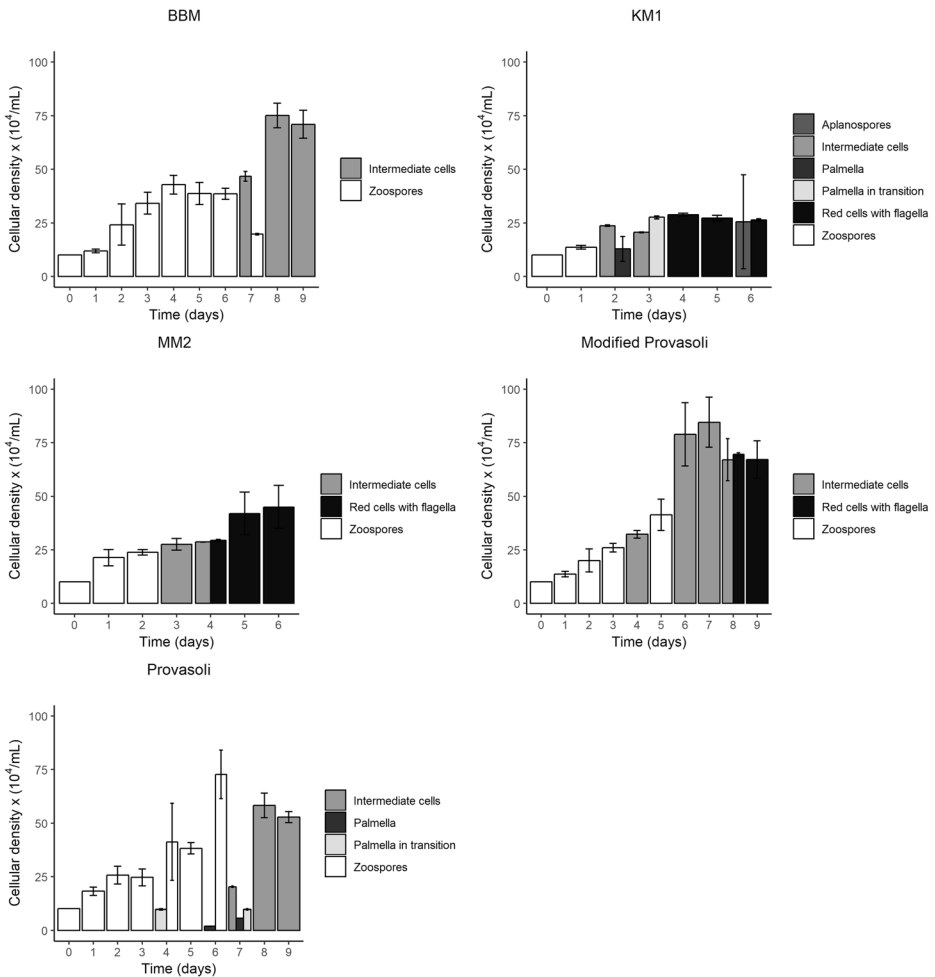 BBM
Cellular density x (10⁴/mL)
100
75
50
25
0
0 1 2 3 4 5 6 7 8 9
Time (days)
Intermediate cells
Zoospores
KM1
Cellular density x (10⁴/mL)
100
75
50
25
0
0 1 2 3 4 5 6
Time (days)
Aplanospores
Intermediate cells
Palmella
Palmella in transition
Red cells with flagella
Zoospores
MM2
Cellular density x (10⁴/mL)
100
75
50
25
0
0 1 2 3 4 5 6
Time (days)
Intermediate cells
Red cells with flagella
Zoospores
Modified Provasoli
Cellular density x (10⁴/mL)
100
75
50
25
0
0 1 2 3 4 5 6 7 8 9
Time (days)
Intermediate cells
Red cells with flagella
Zoospores
Provasoli
Cellular density x (10⁴/mL)
100
75
50
25
0
0 1 2 3 4 5 6 7 8 9
Time (days)
Intermediate cells
Palmella
Palmella in transition
Zoospores